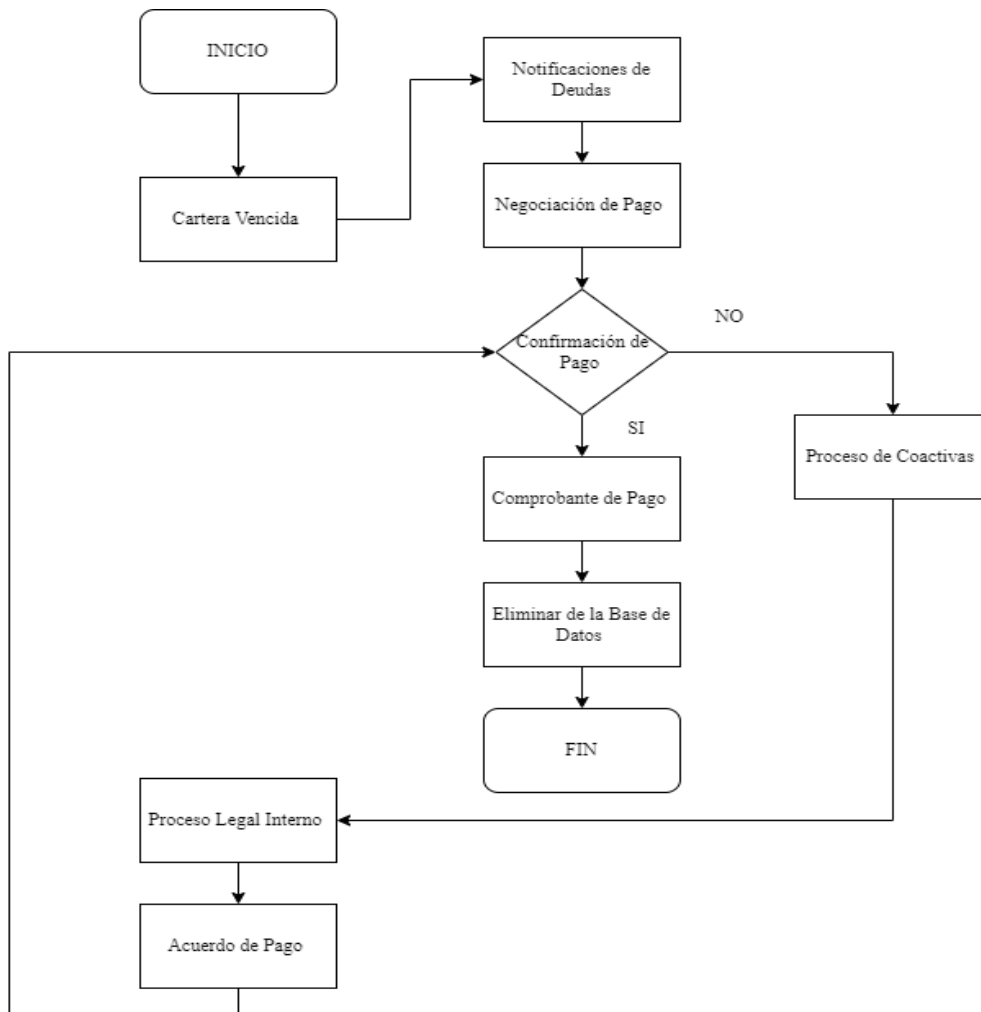 INICIO
Cartera Vencida
Notificaciones de
Deudas
Negociación de Pago
Confirmación de
Pago
NO
SI
Proceso de Coactivas
Comprobante de Pago
Eliminar de la Base de
Datos
FIN
Proceso Legal Interno
Acuerdo de Pago